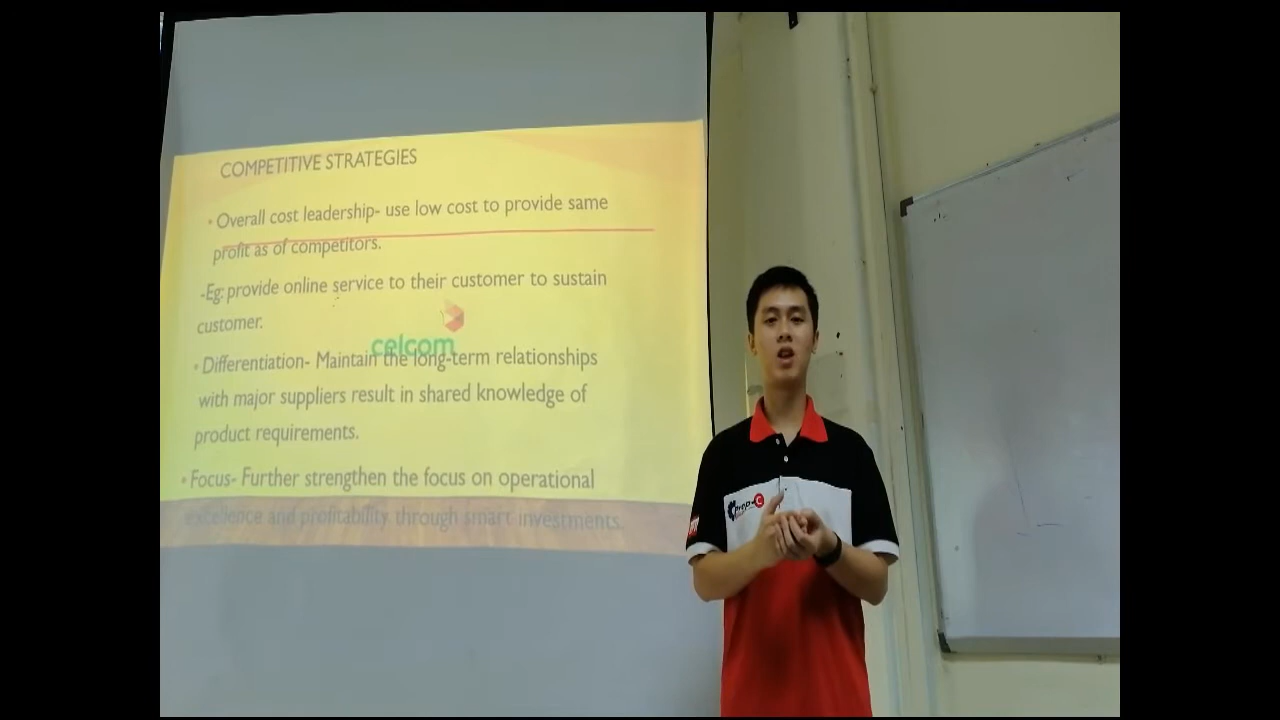 COMPETITIVE STRATEGIES
• Overall cost leadership- use low cost to provide same
profit as of competitors.
-Eg: provide online service to their customer to sustain
customer.
celcom
• Differentiation- Maintain the long-term relationships
with major suppliers result in shared knowledge of
product requirements.
• Focus- Further strengthen the focus on operational
excellence and profitability through smart investments.